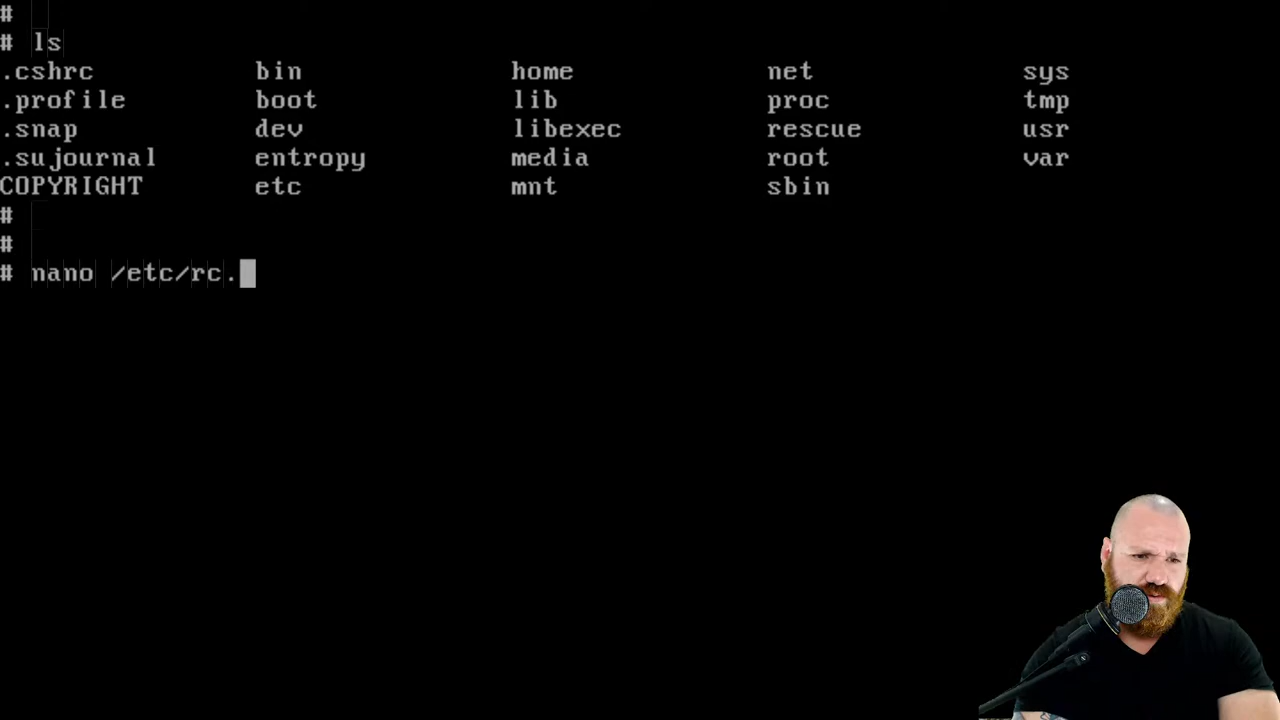 #
# ls
.cshrc bin home net sys
.profile boot lib proc tmp
.snap dev libexec rescue usr
.sujournal entropy media root var
COPYRIGHT etc mnt sbin
#
#
# nano /etc/rc.